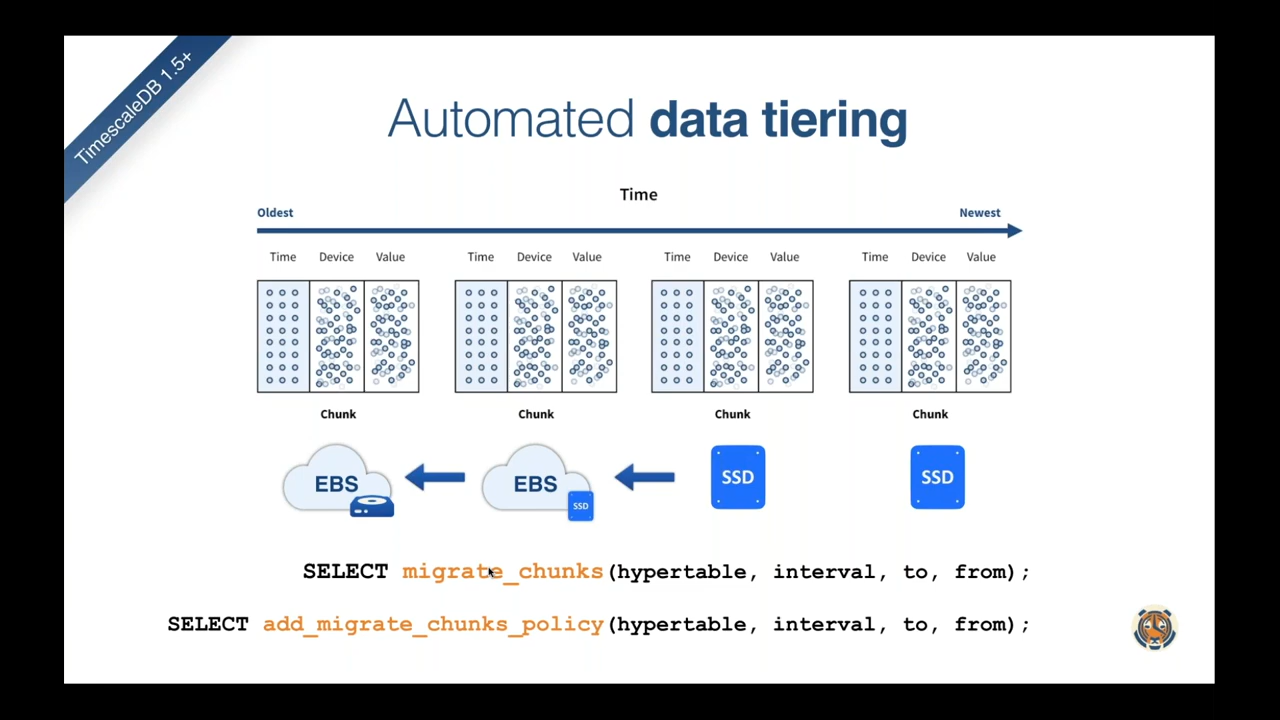 TimescaleDB 1.5+
Automated data tiering
Time
Oldest Newest
Time Device Value Time Device Value Time Device Value Time Device Value
Chunk Chunk Chunk Chunk
EBS EBS SSD SSD SSD
SELECT migrate_chunks(hypertable, interval, to, from);
SELECT add_migrate_chunks_policy(hypertable, interval, to, from);